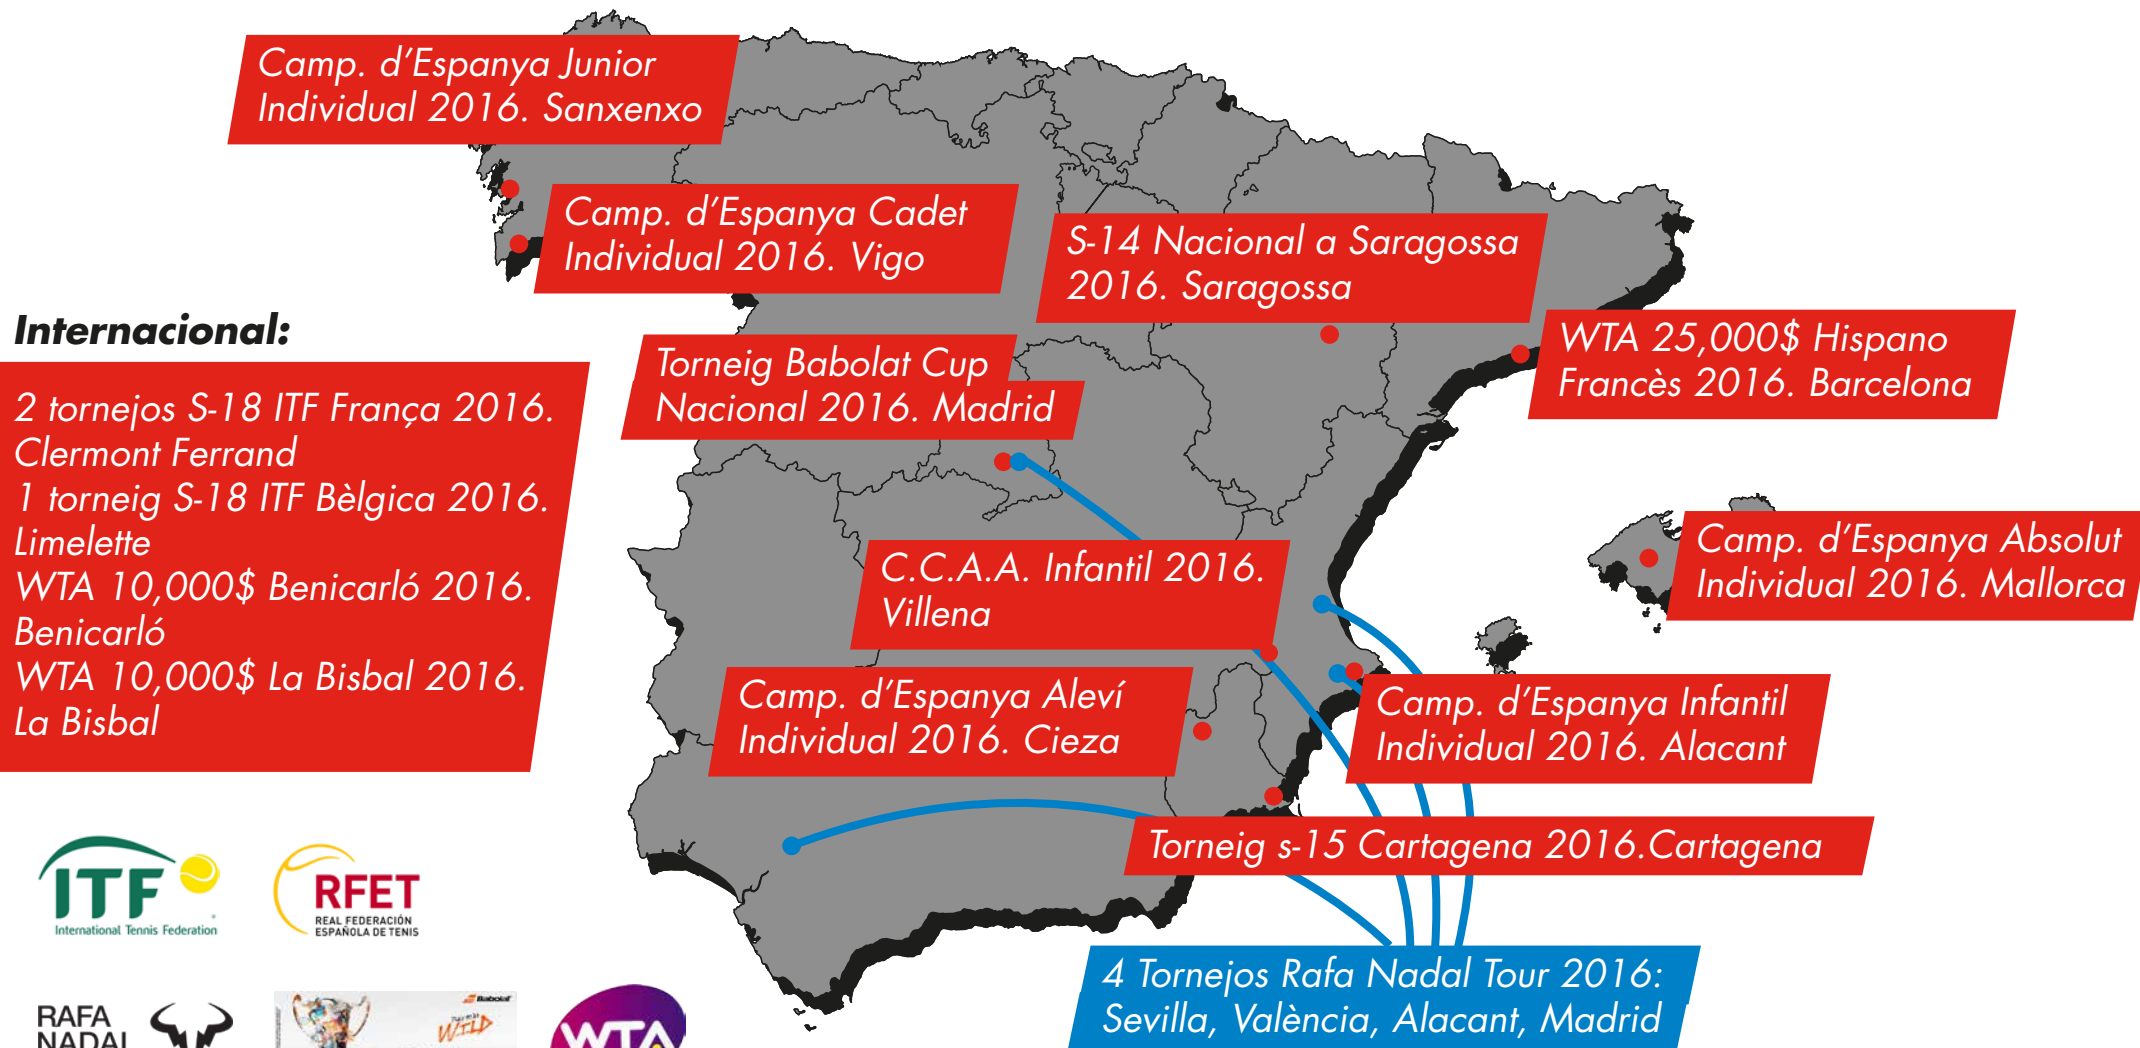 Camp. d'Espanya Junior
Individual 2016. Sanxenxo
Camp. d'Espanya Cadet
Individual 2016. Vigo
S-14 Nacional a Saragossa
2016. Saragossa
WTA 25,000$ Hispano
Francès 2016. Barcelona
Torneig Babolat Cup
Nacional 2016. Madrid
Internacional:
2 tornejos S-18 ITF França 2016.
Clermont Ferrand
1 torneig S-18 ITF Bèlgica 2016.
Limelette
WTA 10,000$ Benicarló 2016.
Benicarló
WTA 10,000$ La Bisbal 2016.
La Bisbal
C.C.A.A. Infantil 2016.
Villena
Camp. d'Espanya Absolut
Individual 2016. Mallorca
Camp. d'Espanya Aleví
Individual 2016. Cieza
Camp. d'Espanya Infantil
Individual 2016. Alacant
Torneig s-15 Cartagena 2016.Cartagena
4 Tornejos Rafa Nadal Tour 2016:
Sevilla, València, Alacant, Madrid
ITF
International Tennis Federation
RFET
REAL FEDERACIÓN
ESPAÑOLA DE TENIS
RAFA
NADAL
Babolat
WILD
WTA